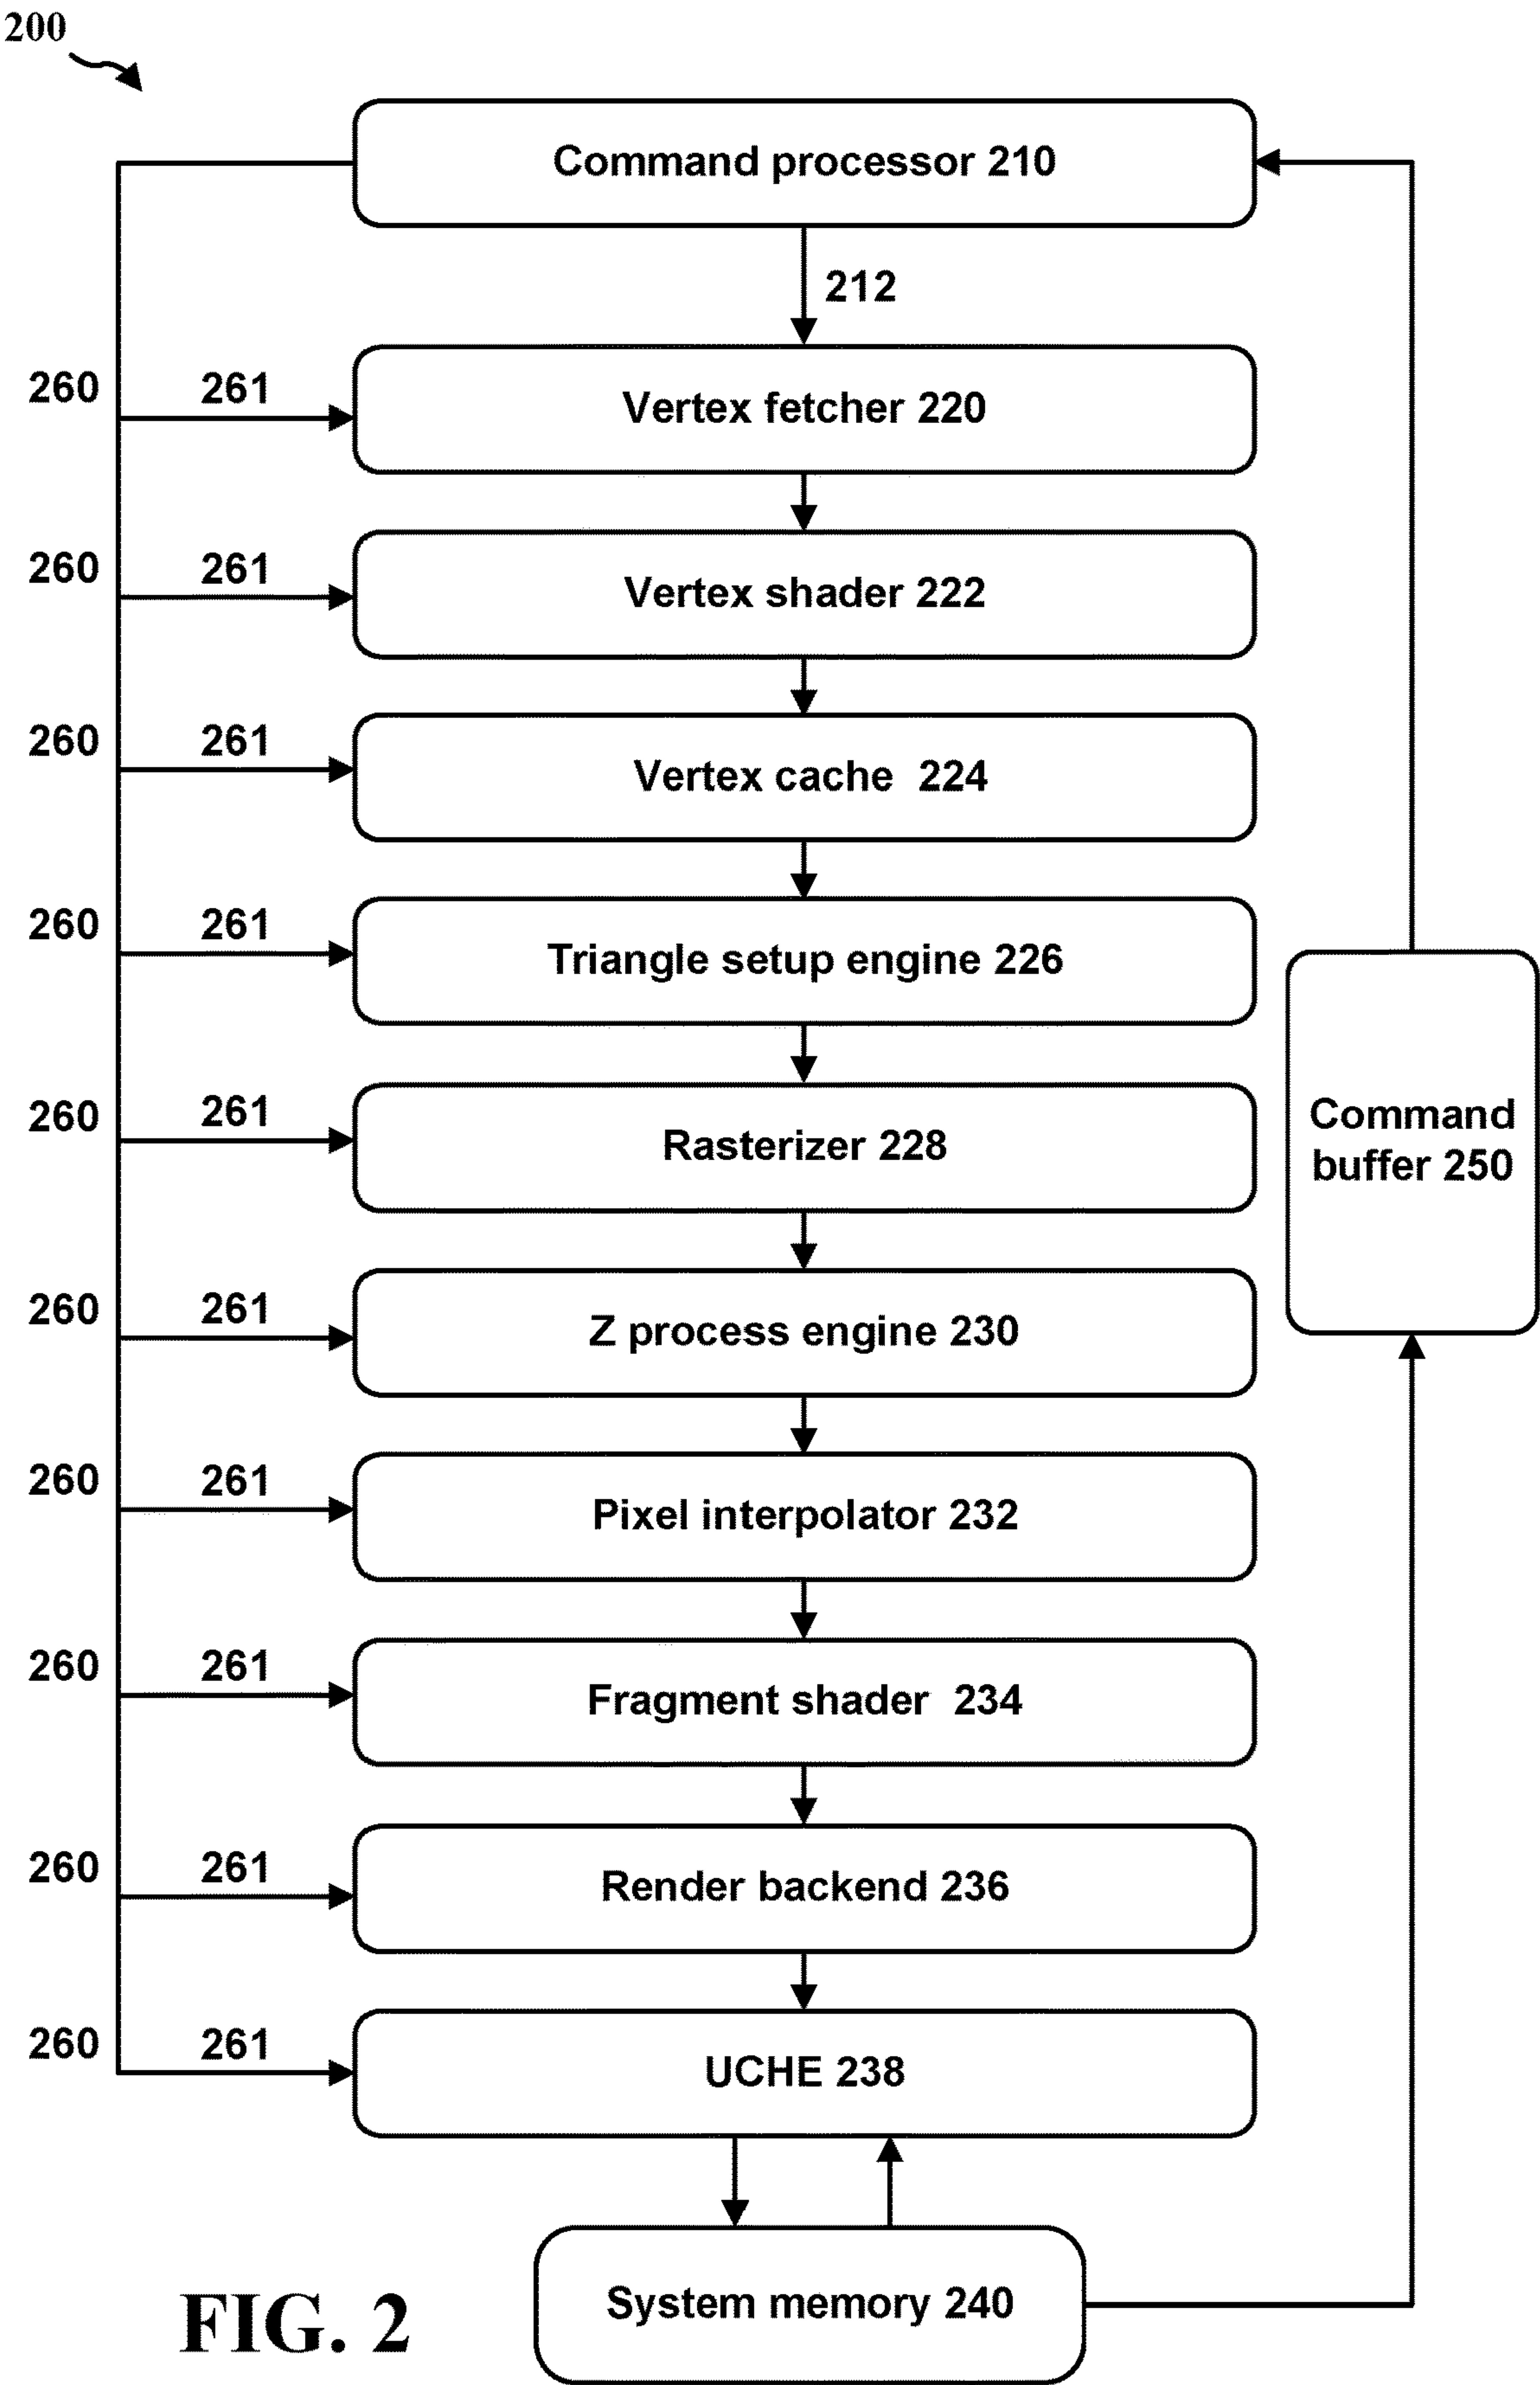 200
Command processor 210
212
260
261
Vertex fetcher 220
260
261
Vertex shader 222
260
261
Vertex cache 224
260
261
Triangle setup engine 226
260
261
Rasterizer 228
Command
buffer 250
260
261
Z process engine 230
260
261
Pixel interpolator 232
260
261
Fragment shader 234
260
261
Render backend 236
260
261
UCHE 238
System memory 240
FIG. 2